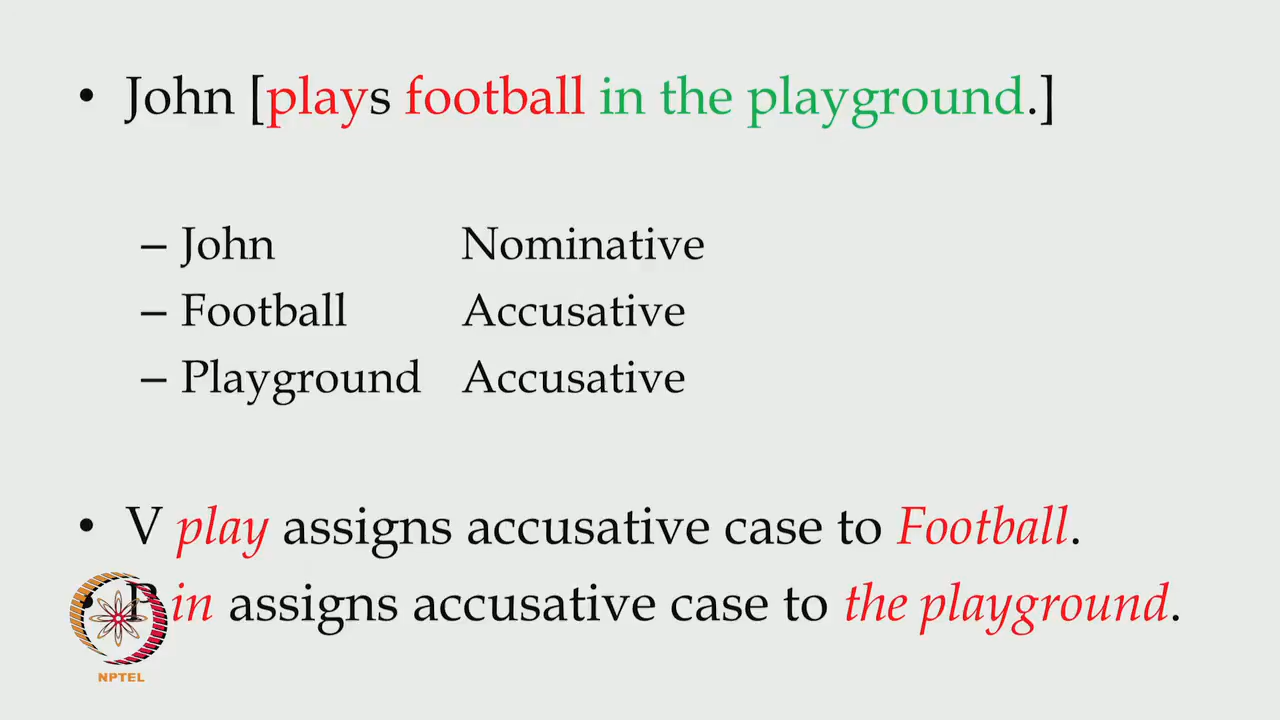 • John [plays football in the playground.]
– John Nominative
– Football Accusative
– Playground Accusative
• V play assigns accusative case to Football.
• P in assigns accusative case to the playground.
NPTEL